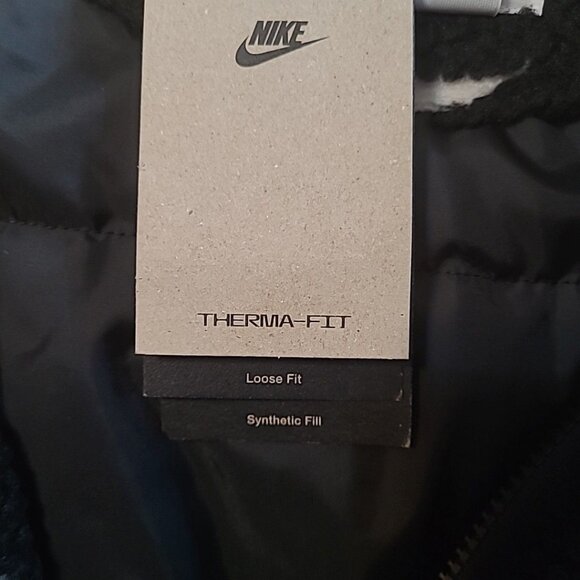 NIKE
THERMA-FIT
Loose Fit
Synthetic Fill